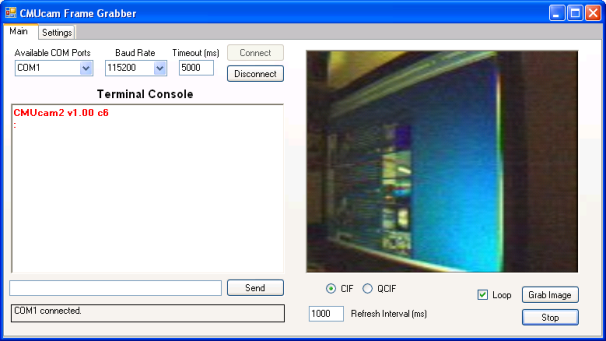 CMUcam Frame Grabber
Main Settings
Available COM Ports Baud Rate Timeout (ms) Connect
COM1 115200 5000 Disconnect
Terminal Console
CMUcam2 v1.00 c6
:
Send
CIF QCIF Loop Grab Image
COM1 connected. 1000 Refresh Interval (ms) Stop